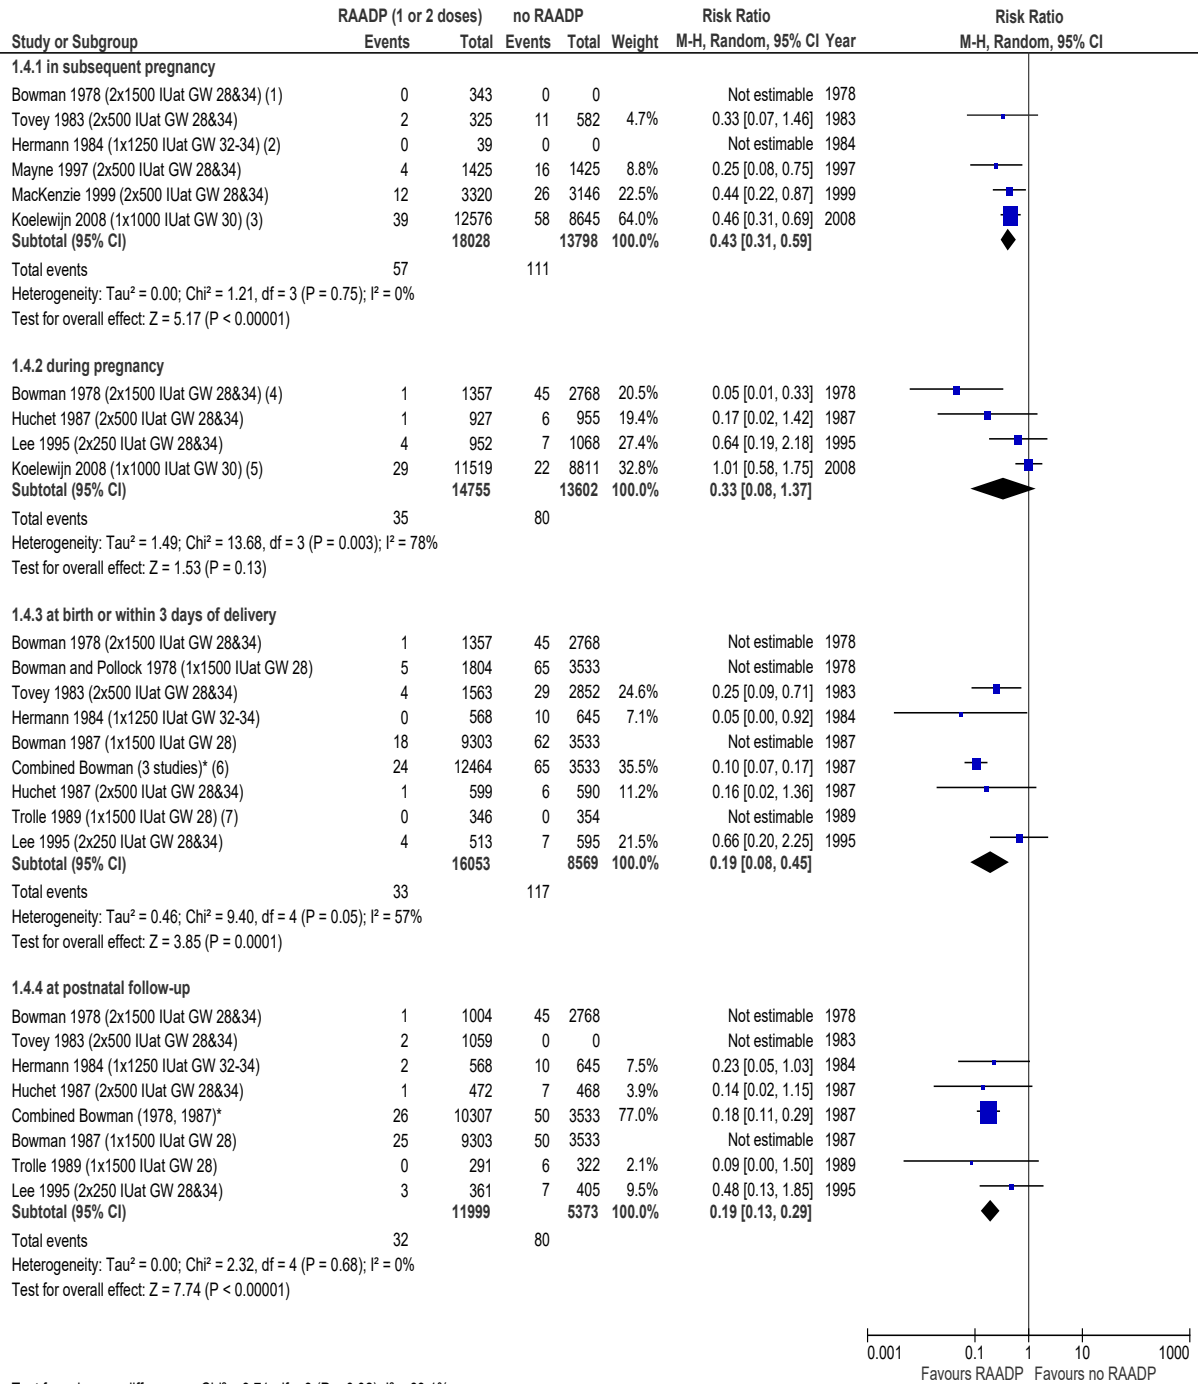 RAADP (1 or 2 doses) no RAADP Risk Ratio Risk Ratio
Study or Subgroup Events Total Events Total Weight M-H, Random, 95% CI Year M-H, Random, 95% CI
1.4.1 in subsequent pregnancy
Bowman 1978 (2x1500 IUat GW 28&34) (1) 0 343 0 0 Not estimable 1978
Tovey 1983 (2x500 IUat GW 28&34) 2 325 11 582 4.7% 0.33 [0.07, 1.46] 1983
Hermann 1984 (1x1250 IUat GW 32-34) (2) 0 39 0 0 Not estimable 1984
Mayne 1997 (2x500 IUat GW 28&34) 4 1425 16 1425 8.8% 0.25 [0.08, 0.75] 1997
MacKenzie 1999 (2x500 IUat GW 28&34) 12 3320 26 3146 22.5% 0.44 [0.22, 0.87] 1999
Koelewijn 2008 (1x1000 IUat GW 30) (3) 39 12576 58 8645 64.0% 0.46 [0.31, 0.69] 2008
Subtotal (95% CI) 18028 13798 100.0% 0.43 [0.31, 0.59]
Total events 57 111
Heterogeneity: Tau² = 0.00; Chi² = 1.21, df = 3 (P = 0.75); I² = 0%
Test for overall effect: Z = 5.17 (P < 0.00001)
1.4.2 during pregnancy
Bowman 1978 (2x1500 IUat GW 28&34) (4) 1 1357 45 2768 20.5% 0.05 [0.01, 0.33] 1978
Huchet 1987 (2x500 IUat GW 28&34) 1 927 6 955 19.4% 0.17 [0.02, 1.42] 1987
Lee 1995 (2x250 IUat GW 28&34) 4 952 7 1068 27.4% 0.64 [0.19, 2.18] 1995
Koelewijn 2008 (1x1000 IUat GW 30) (5) 29 11519 22 8811 32.8% 1.01 [0.58, 1.75] 2008
Subtotal (95% CI) 14755 13602 100.0% 0.33 [0.08, 1.37]
Total events 35 80
Heterogeneity: Tau² = 1.49; Chi² = 13.68, df = 3 (P = 0.003); I² = 78%
Test for overall effect: Z = 1.53 (P = 0.13)
1.4.3 at birth or within 3 days of delivery
Bowman 1978 (2x1500 IUat GW 28&34) 1 1357 45 2768 Not estimable 1978
Bowman and Pollock 1978 (1x1500 IUat GW 28) 5 1804 65 3533 Not estimable 1978
Tovey 1983 (2x500 IUat GW 28&34) 4 1563 29 2852 24.6% 0.25 [0.09, 0.71] 1983
Hermann 1984 (1x1250 IUat GW 32-34) 0 568 10 645 7.1% 0.05 [0.00, 0.92] 1984
Bowman 1987 (1x1500 IUat GW 28) 18 9303 62 3533 Not estimable 1987
Combined Bowman (3 studies)* (6) 24 12464 65 3533 35.5% 0.10 [0.07, 0.17] 1987
Huchet 1987 (2x500 IUat GW 28&34) 1 599 6 590 11.2% 0.16 [0.02, 1.36] 1987
Trolle 1989 (1x1500 IUat GW 28) (7) 0 346 0 354 Not estimable 1989
Lee 1995 (2x250 IUat GW 28&34) 4 513 7 595 21.5% 0.66 [0.20, 2.25] 1995
Subtotal (95% CI) 16053 8569 100.0% 0.19 [0.08, 0.45]
Total events 33 117
Heterogeneity: Tau² = 0.46; Chi² = 9.40, df = 4 (P = 0.05); I² = 57%
Test for overall effect: Z = 3.85 (P = 0.0001)
1.4.4 at postnatal follow-up
Bowman 1978 (2x1500 IUat GW 28&34) 1 1004 45 2768 Not estimable 1978
Tovey 1983 (2x500 IUat GW 28&34) 2 1059 0 0 Not estimable 1983
Hermann 1984 (1x1250 IUat GW 32-34) 2 568 10 645 7.5% 0.23 [0.05, 1.03] 1984
Huchet 1987 (2x500 IUat GW 28&34) 1 472 7 468 3.9% 0.14 [0.02, 1.15] 1987
Combined Bowman (1978, 1987)* 26 10307 50 3533 77.0% 0.18 [0.11, 0.29] 1987
Bowman 1987 (1x1500 IUat GW 28) 25 9303 50 3533 Not estimable 1987
Trolle 1989 (1x1500 IUat GW 28) 0 291 6 322 2.1% 0.09 [0.00, 1.50] 1989
Lee 1995 (2x250 IUat GW 28&34) 3 361 7 405 9.5% 0.48 [0.13, 1.85] 1995
Subtotal (95% CI) 11999 5373 100.0% 0.19 [0.13, 0.29]
Total events 32 80
Heterogeneity: Tau² = 0.00; Chi² = 2.32, df = 4 (P = 0.68); I² = 0%
Test for overall effect: Z = 7.74 (P < 0.00001)
0.001 0.1 1 10 1000
Favours RAADP Favours no RAADP